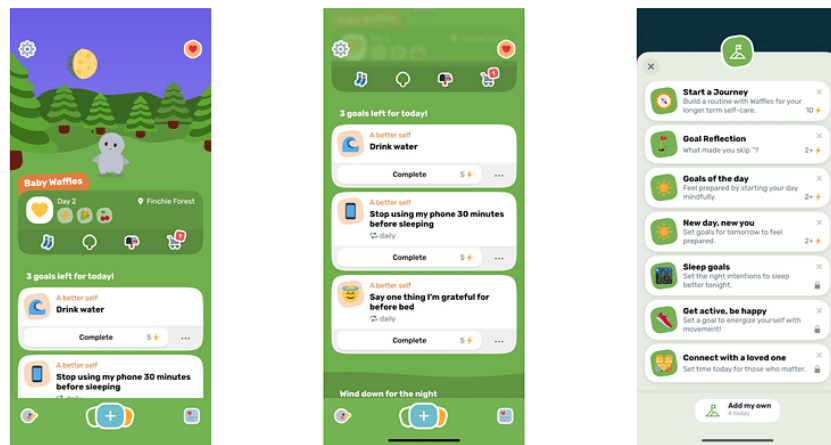 Baby Waffles
Day 2
Finchie Forest
3 goals left for today!
A better self
Drink water
Complete
5
A better self
Stop using my phone 30 minutes
before sleeping
Baby Waffles
Day 2
3 goals left for today!
A better self
Drink water
Complete
5
A better self
Stop using my phone 30 minutes
before sleeping
daily
Complete
5
A better self
Say one thing I'm grateful for
before bed
daily
Complete
5
Wind down for the night
Start a Journey
Build a routine with Waffles for your
longer term self-care.
10
Goal Reflection
What made you skip ''?
2+
Goals of the day
Feel prepared by starting your day
mindfully.
2+
New day, new you
Set goals for tomorrow to feel
prepared.
2+
Sleep goals
Set the right intentions to sleep
better tonight.
Get active, be happy
Set a goal to energize yourself with
movement!
Connect with a loved one
Set time today for those who matter.
Add my own
4 today